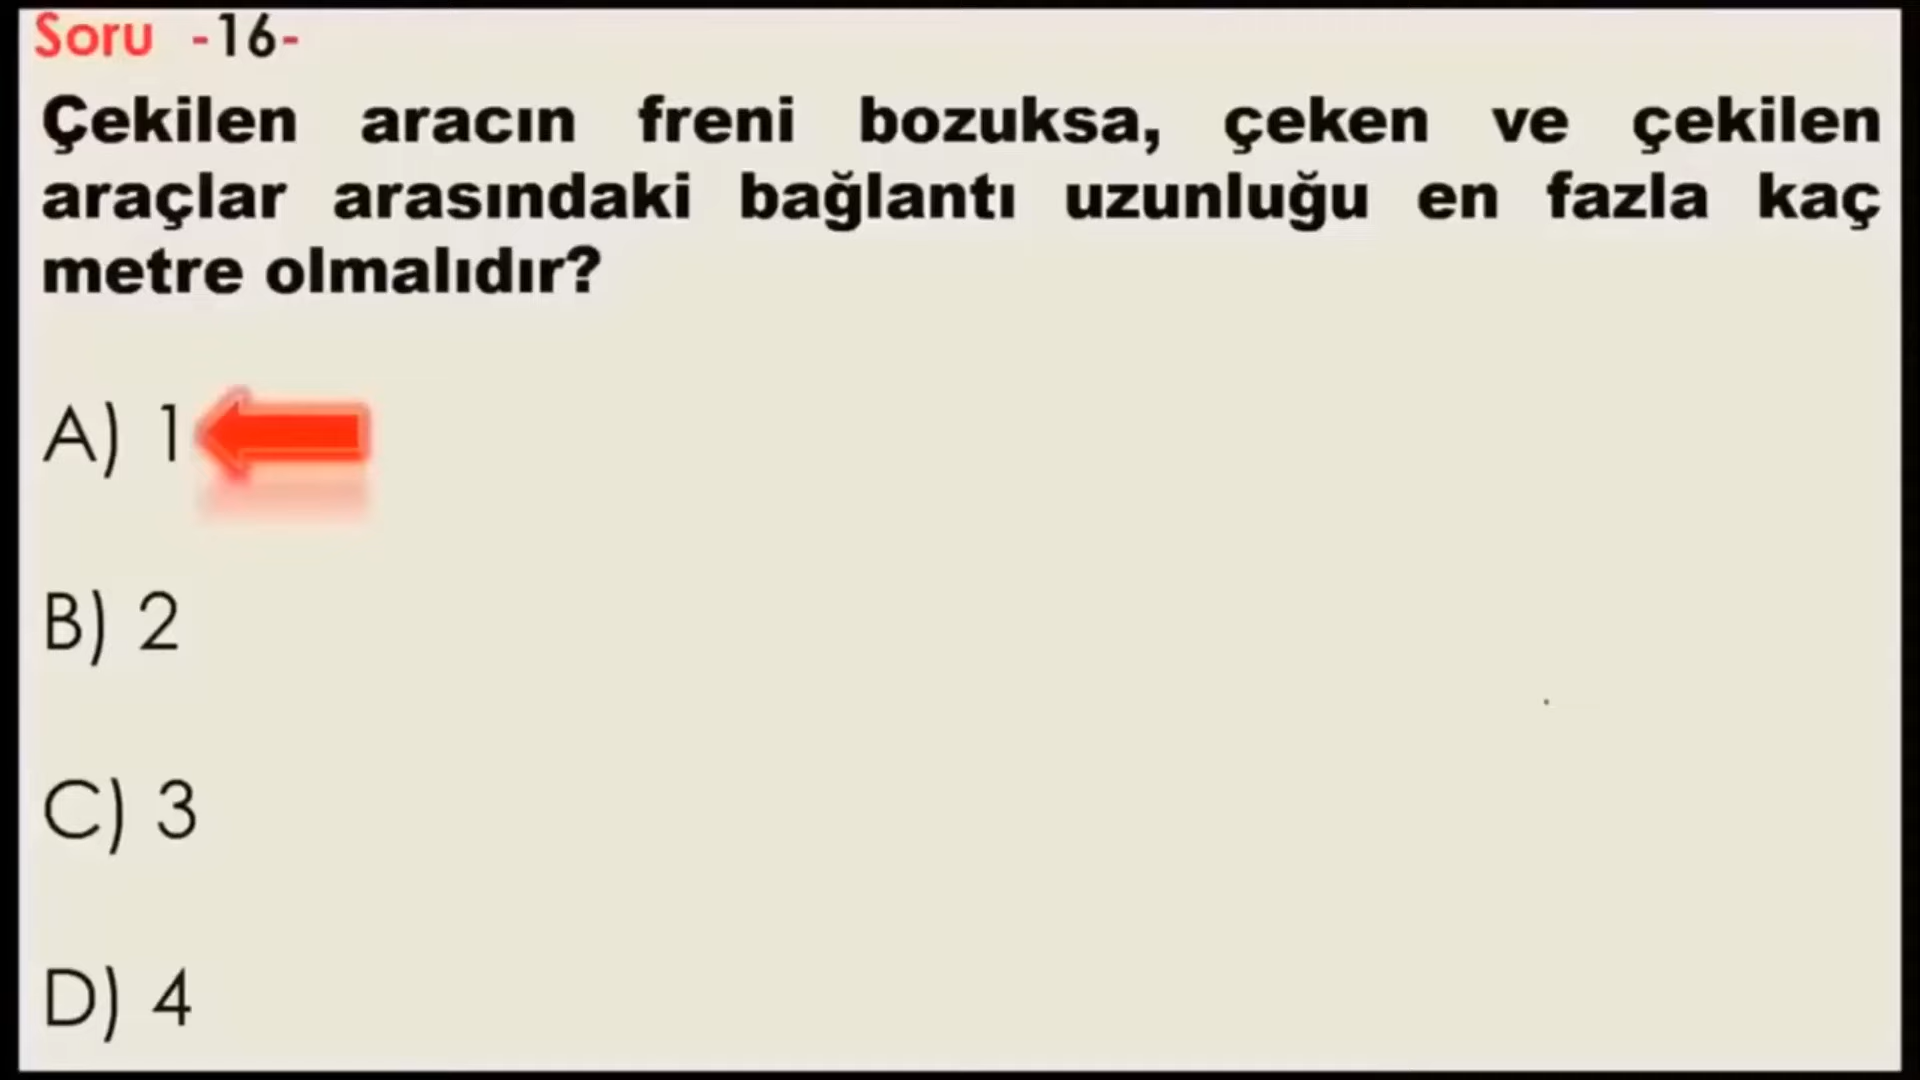 Soru -16-
Çekilen aracın freni bozuksa, çeken ve çekilen
araçlar arasındaki bağlantı uzunluğu en fazla kaç
metre olmalıdır?
A) 1
B) 2
C) 3
D) 4